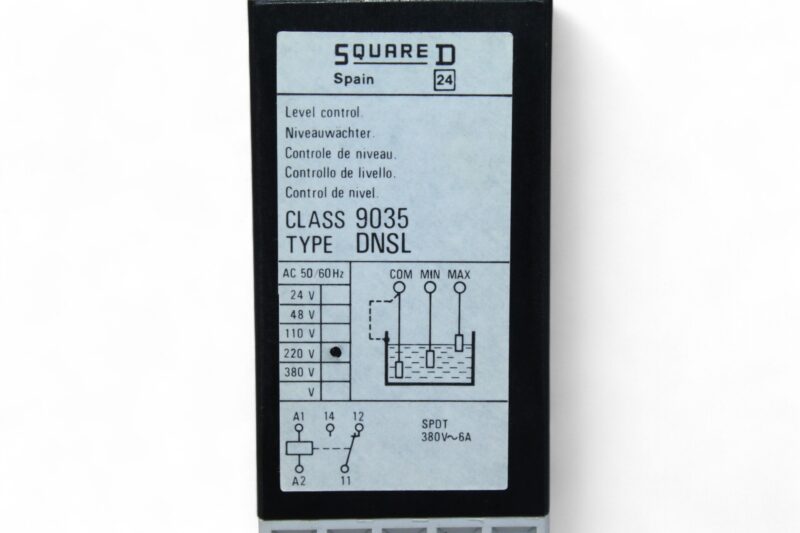 SQUARE D
Spain 24
Level control.
Niveauwächter.
Controle de niveau.
Controllo de livello.
Control de nivel.
CLASS 9035
TYPE DNSL
AC 50/60Hz
24 V
48 V
110 V
220 V
380 V
V
COM MIN MAX
A1 14 12
A2 11
SPDT
380V~6A